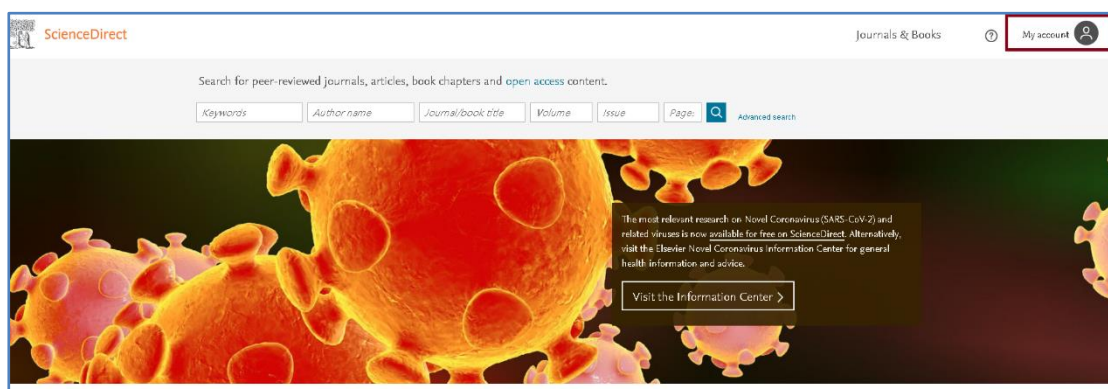 ScienceDirect
Journals & Books
?
My account
Search for peer-reviewed journals, articles, book chapters and open access content.
Keywords Author name Journal/book title Volume Issue Page: Advanced search
The most relevant research on Novel Coronavirus (SARS-CoV-2) and
related viruses is now available for free on ScienceDirect. Alternatively,
visit the Elsevier Novel Coronavirus Information Center for general
health information and advice.
Visit the Information Center >